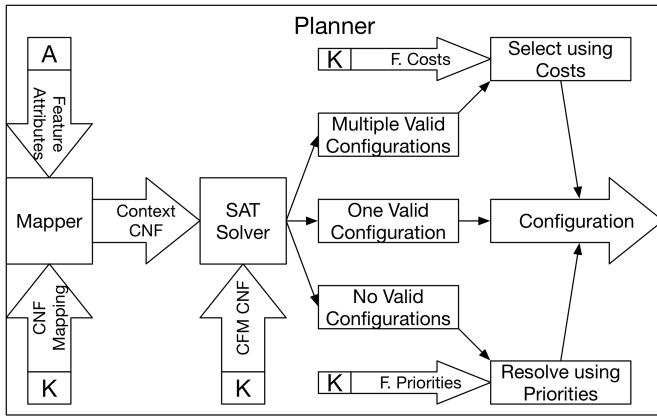 Planner
A
Feature
Attributes
K
F. Costs
Select using
Costs
Multiple Valid
Configurations
Mapper
Context
CNF
SAT
Solver
One Valid
Configuration
Configuration
Mapping
CNF
K
CFM CNF
K
No Valid
Configurations
K
F. Priorities
Resolve using
Priorities